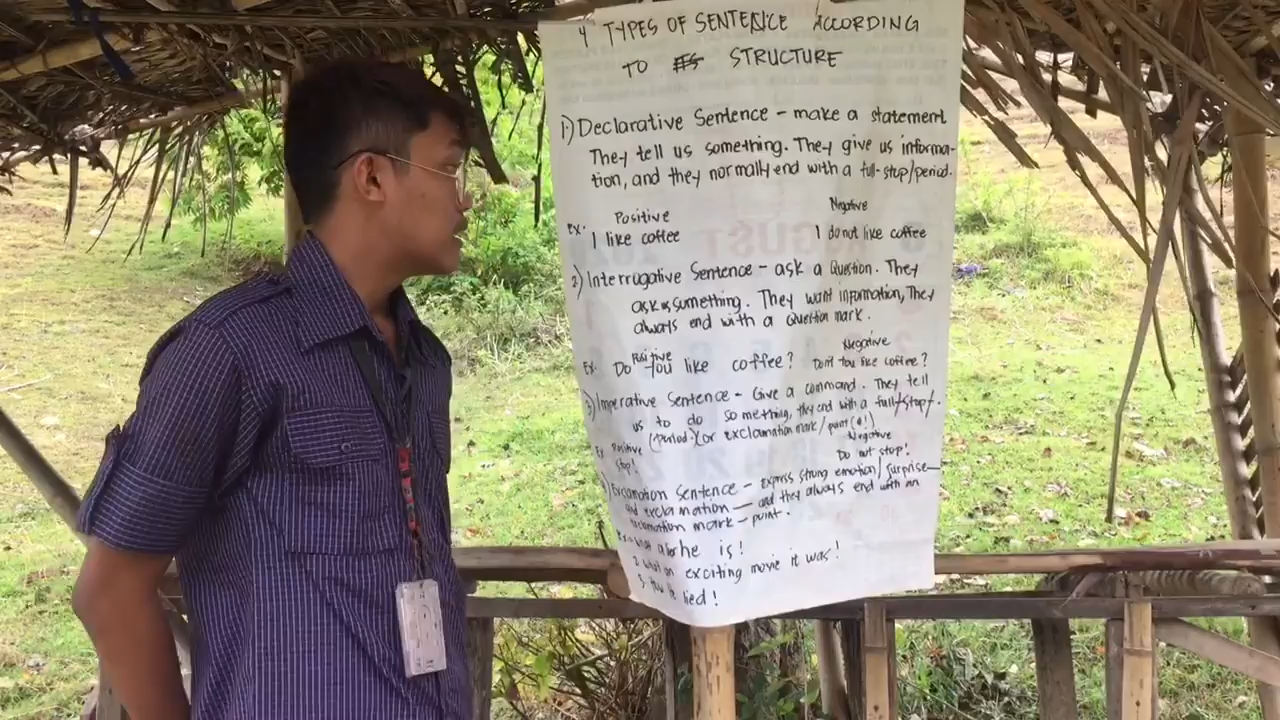 4 TYPES OF SENTENCE ACCORDING
TO STRUCTURE
1.) Declarative Sentence - make a statement
They tell us something. They give us informa-
tion, and they normally end with a full-stop/period.
Positive Negative
Ex. I like coffee I do not like coffee
2) Interrogative Sentence - ask a Question. They
ask us something. They want information, They
always end with a Question mark.
Positive Negative
Ex. Do you like coffee? Don't You like coffee?
3) Imperative Sentence - Give a command. They tell
us to do something, they end with a full/stop/.
(period.) (or exclamation mark/point (!)
Ex Positive Negative
Stop! Do not stop!
Excamation Sentence - express strong emotion/surprise
and exclamation — and they always end with an
exclamation mark - point.
he is!
2 what an exciting movie it was!
3 lied!
AUGUST